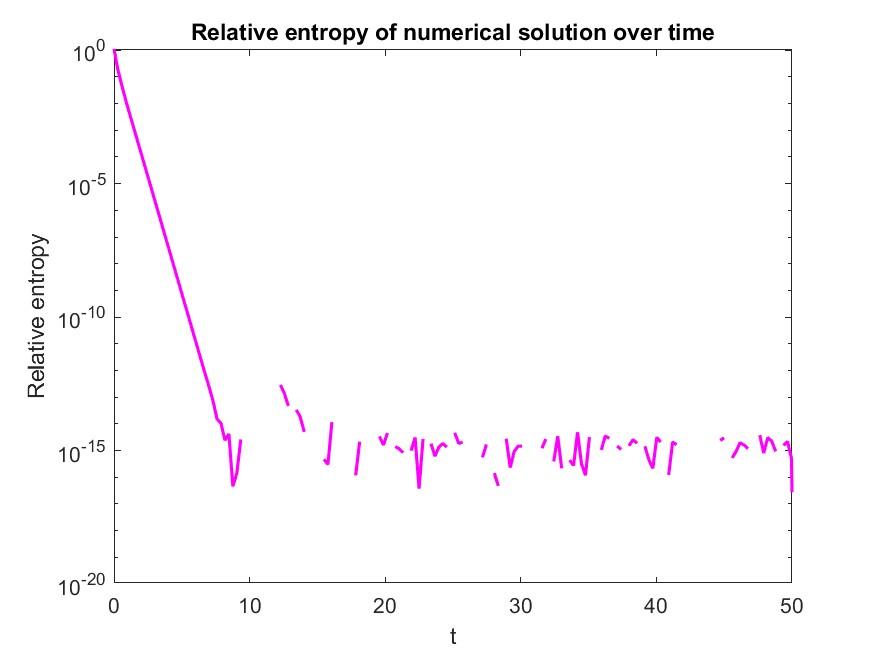 Relative entropy of numerical solution over time
10^0
10^-5
10^-10
10^-15
10^-20
Relative entropy
0 10 20 30 40 50
t